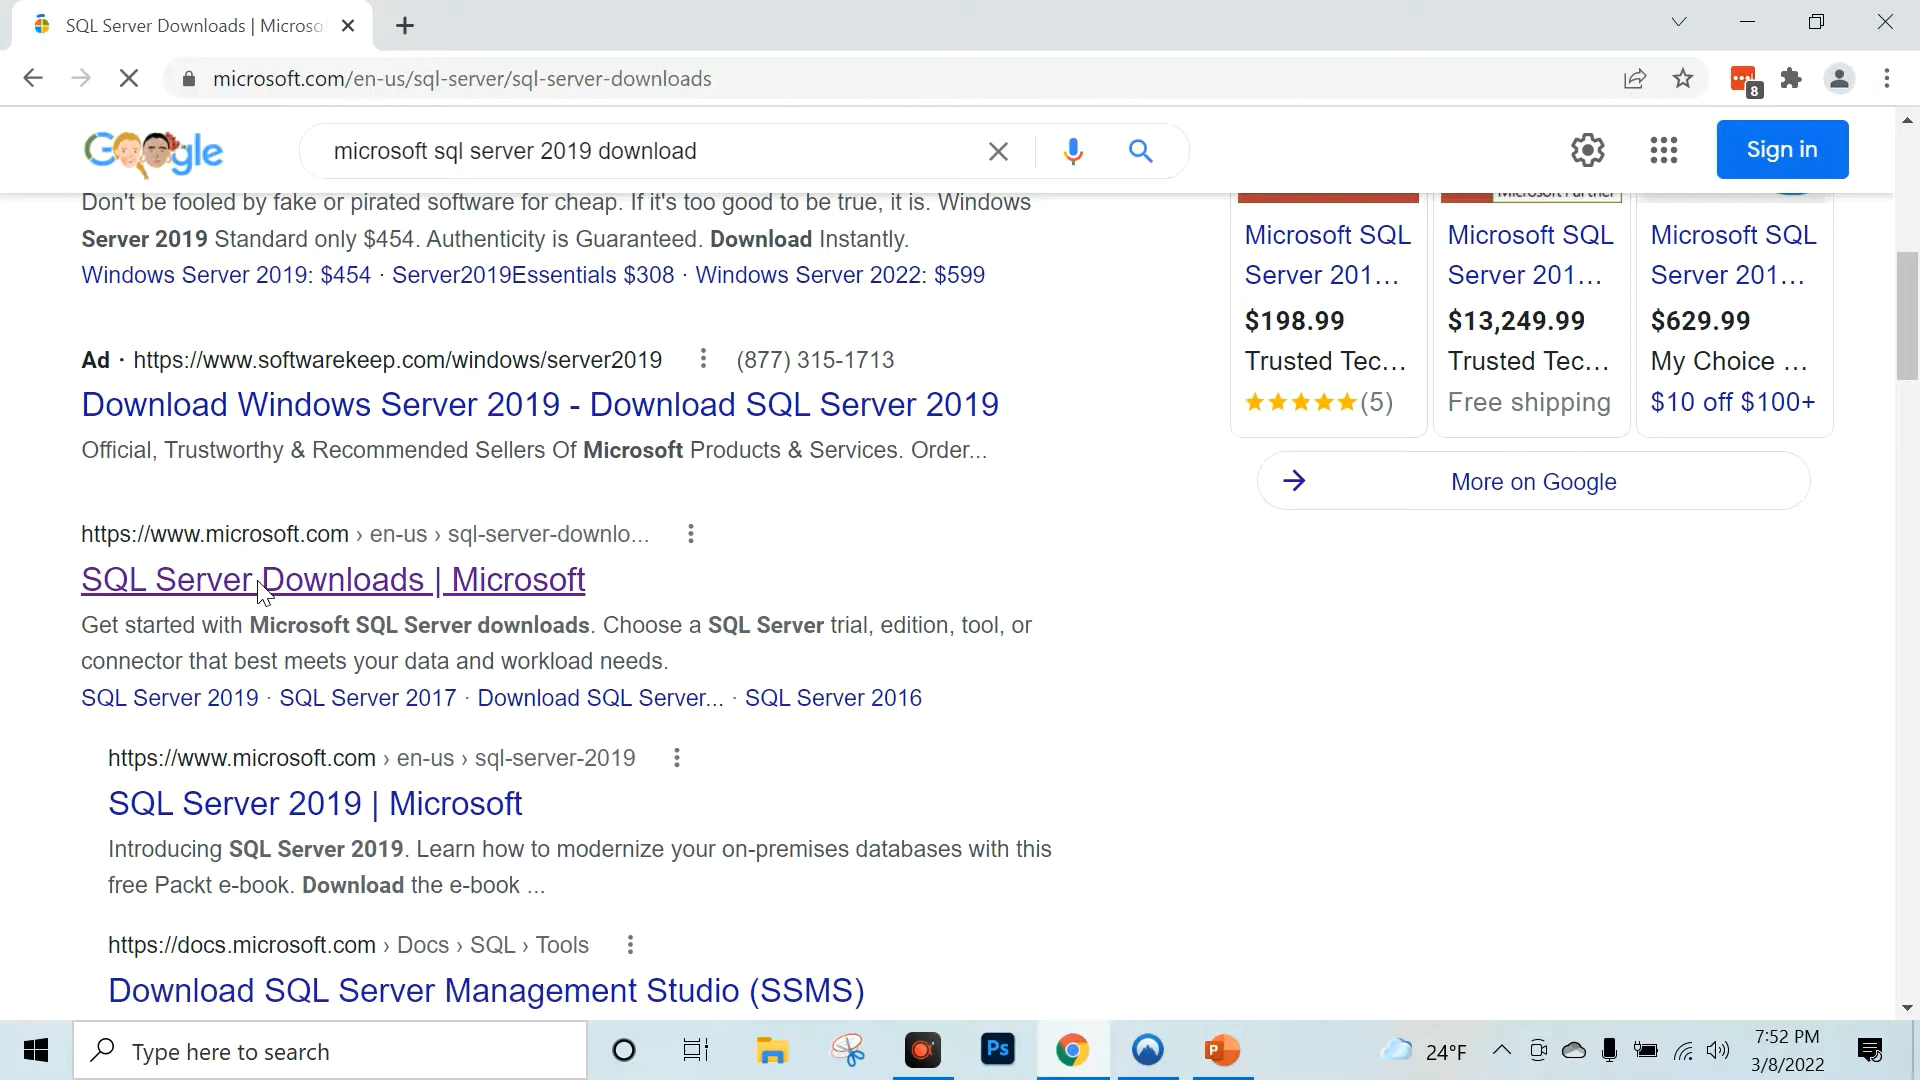 SQL Server Downloads | Microso
microsoft.com/en-us/sql-server/sql-server-downloads
8
Google
microsoft sql server 2019 download
Sign in
Don't be fooled by fake or pirated software for cheap. If it's too good to be true, it is. Windows
Server 2019 Standard only $454. Authenticity is Guaranteed. Download Instantly.
Windows Server 2019: $454 · Server2019Essentials $308 · Windows Server 2022: $599
Ad · https://www.softwarekeep.com/windows/server2019 (877) 315-1713
Download Windows Server 2019 - Download SQL Server 2019
Official, Trustworthy & Recommended Sellers Of Microsoft Products & Services. Order...
https://www.microsoft.com › en-us › sql-server-downlo...
SQL Server Downloads | Microsoft
Get started with Microsoft SQL Server downloads. Choose a SQL Server trial, edition, tool, or
connector that best meets your data and workload needs.
SQL Server 2019 · SQL Server 2017 · Download SQL Server... · SQL Server 2016
https://www.microsoft.com › en-us › sql-server-2019
SQL Server 2019 | Microsoft
Introducing SQL Server 2019. Learn how to modernize your on-premises databases with this
free Packt e-book. Download the e-book ...
https://docs.microsoft.com › Docs › SQL › Tools
Download SQL Server Management Studio (SSMS)
Microsoft SQL
Server 201...
$198.99
Trusted Tec...
(5)
Microsoft Partner
Microsoft SQL
Server 201...
$13,249.99
Trusted Tec...
Free shipping
Microsoft SQL
Server 201...
$629.99
My Choice ...
$10 off $100+
More on Google
Type here to search
Ps
P
24°F
7:52 PM
3/8/2022